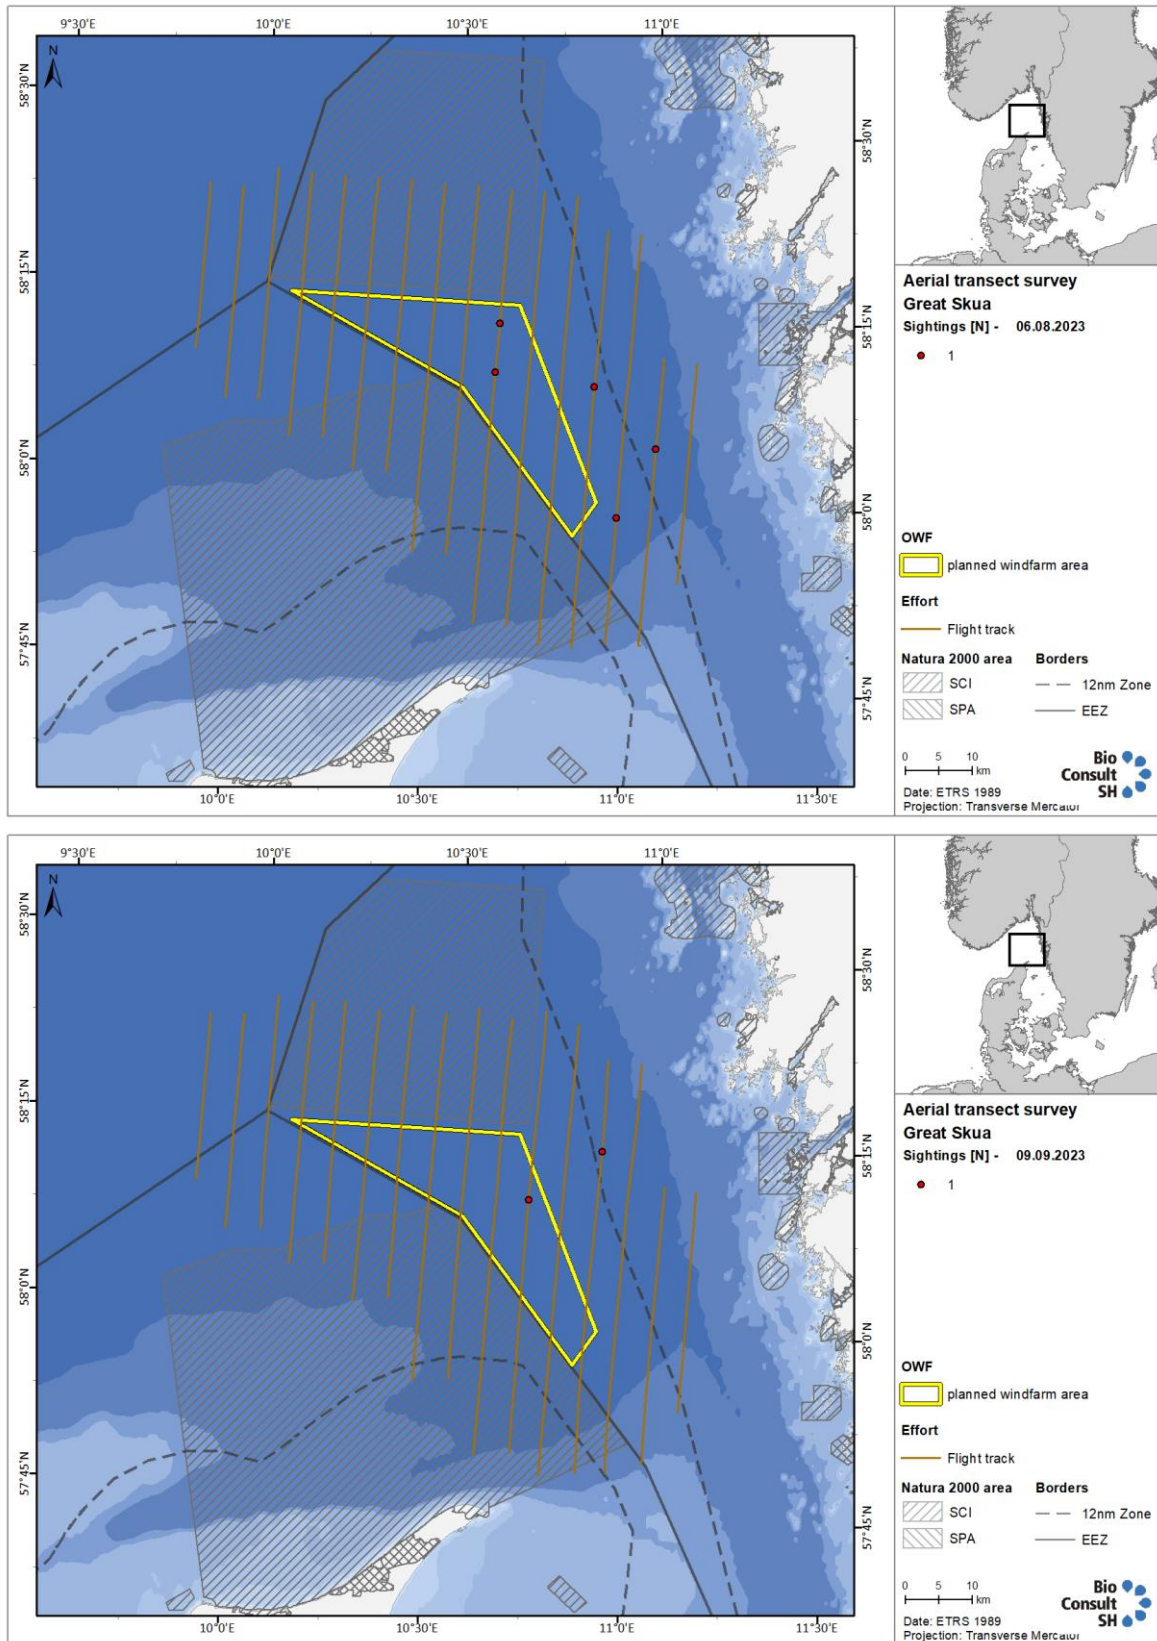 9°30'E 10°0'E 10°30'E 11°0'E
N
58°30'N
58°15'N
58°0'N
57°45'N
58°30'N
58°15'N
58°0'N
57°45'N
10°0'E 10°30'E 11°0'E 11°30'E
Aerial transect survey
Great Skua
Sightings [N] - 06.08.2023
1
OWF
planned windfarm area
Effort
Flight track
Natura 2000 area Borders
SCI 12nm Zone
SPA EEZ
0 5 10
km
Bio
Consult
SH
Date: ETRS 1989
Projection: Transverse Mercator
9°30'E 10°0'E 10°30'E 11°0'E
N
58°30'N
58°15'N
58°0'N
57°45'N
58°30'N
58°15'N
58°0'N
57°45'N
10°0'E 10°30'E 11°0'E 11°30'E
Aerial transect survey
Great Skua
Sightings [N] - 09.09.2023
1
OWF
planned windfarm area
Effort
Flight track
Natura 2000 area Borders
SCI 12nm Zone
SPA EEZ
0 5 10
km
Bio
Consult
SH
Date: ETRS 1989
Projection: Transverse Mercator